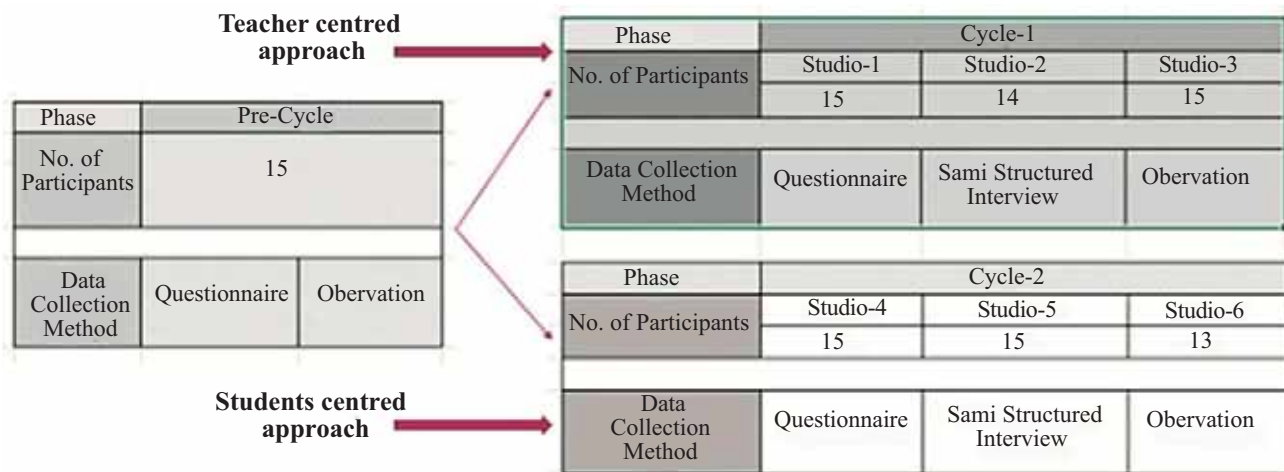 Teacher centred
approach
Phase Pre-Cycle
No. of
Participants
15
Data
Collection
Method
Questionnaire Obervation
Phase Cycle-1
No. of Participants
Studio-1 Studio-2 Studio-3
15 14 15
Data Collection
Method
Questionnaire
Sami Structured
Interview
Obervation
Phase Cycle-2
No. of Participants
Studio-4 Studio-5 Studio-6
15 15 13
Students centred
approach
Data
Collection
Method
Questionnaire
Sami Structured
Interview
Obervation